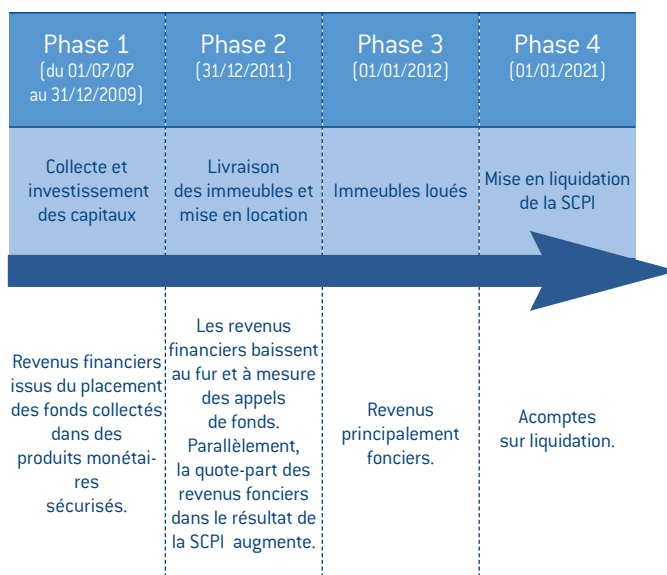 Phase 1
(du 01/07/07
au 31/12/2009)
Phase 2
(31/12/2011)
Phase 3
(01/01/2012)
Phase 4
(01/01/2021)
Collecte et
investissement
des capitaux
Livraison
des immeubles et
mise en location
Immeubles loués
Mise en liquidation
de la SCPI
Revenus financiers
issus du placement
des fonds collectés
dans des
produits monétai-
res
sécurisés.
Les revenus
financiers baissent
au fur et à mesure
des appels
de fonds.
Parallèlement,
la quote-part des
revenus fonciers
dans le résultat de
la SCPI augmente.
Revenus
principalement
fonciers.
Acomptes
sur liquidation.